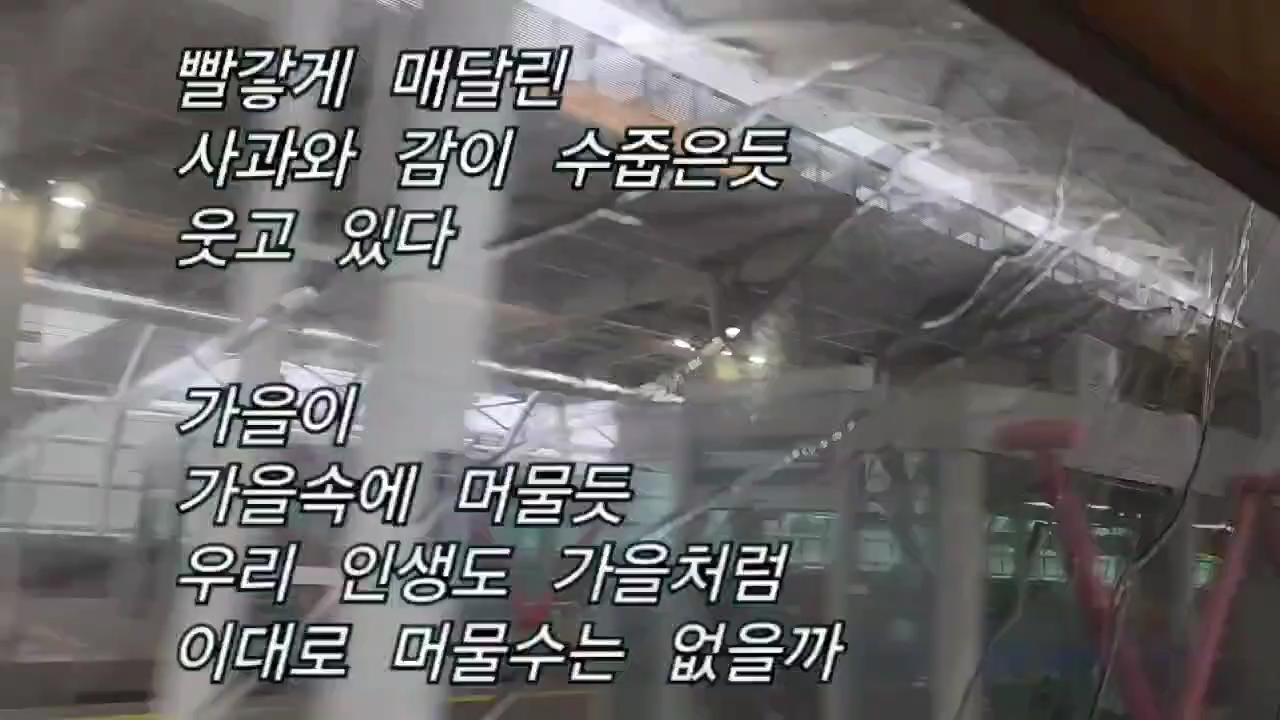 빨갛게 매달린
사과와 감이 수줍은듯
웃고 있다
가을이
가을속에 머물듯
우리 인생도 가을처럼
이대로 머물수는 없을까